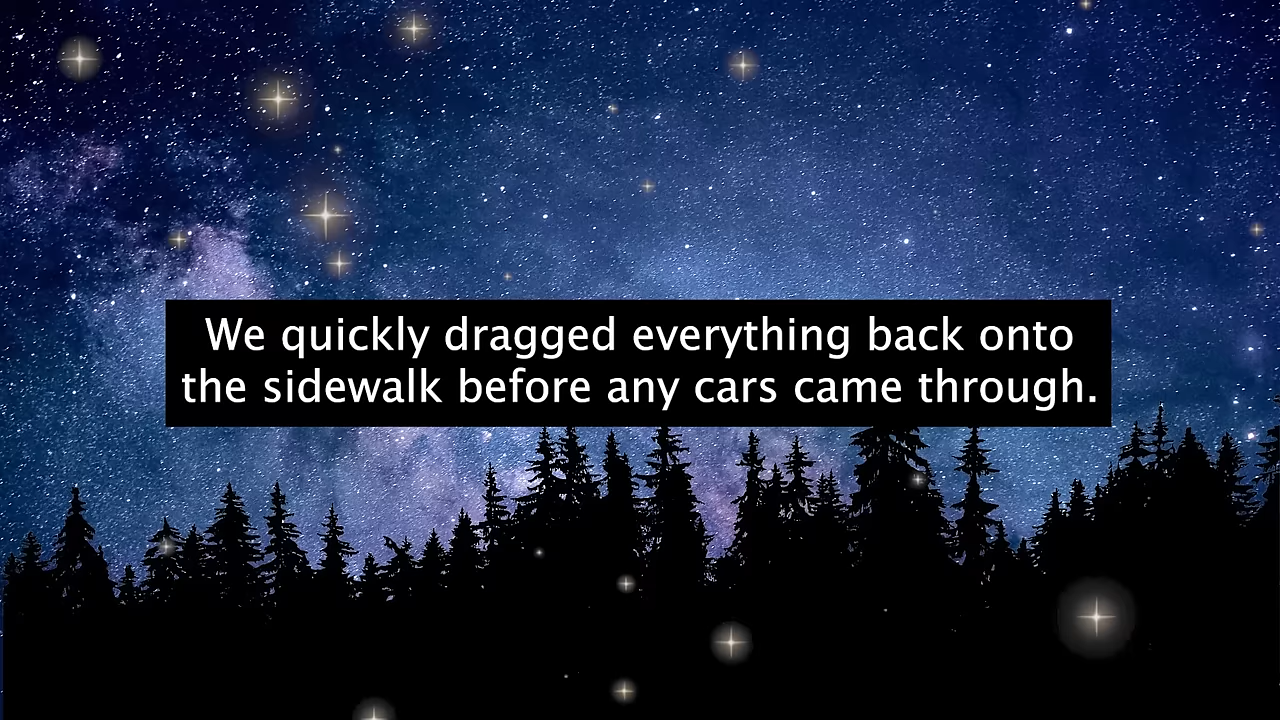 We quickly dragged everything back onto
the sidewalk before any cars came through.